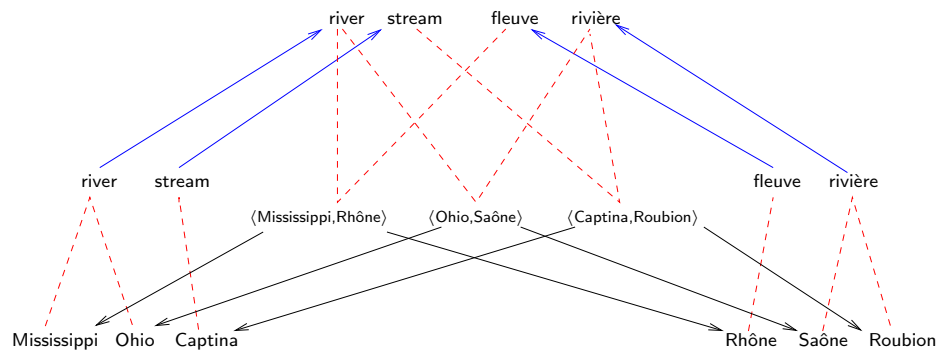 river stream fleuve rivière
river stream fleuve rivière
⟨Mississippi,Rhône⟩ ⟨Ohio,Saône⟩ ⟨Captina,Roubion⟩
Mississippi Ohio Captina Rhône Saône Roubion